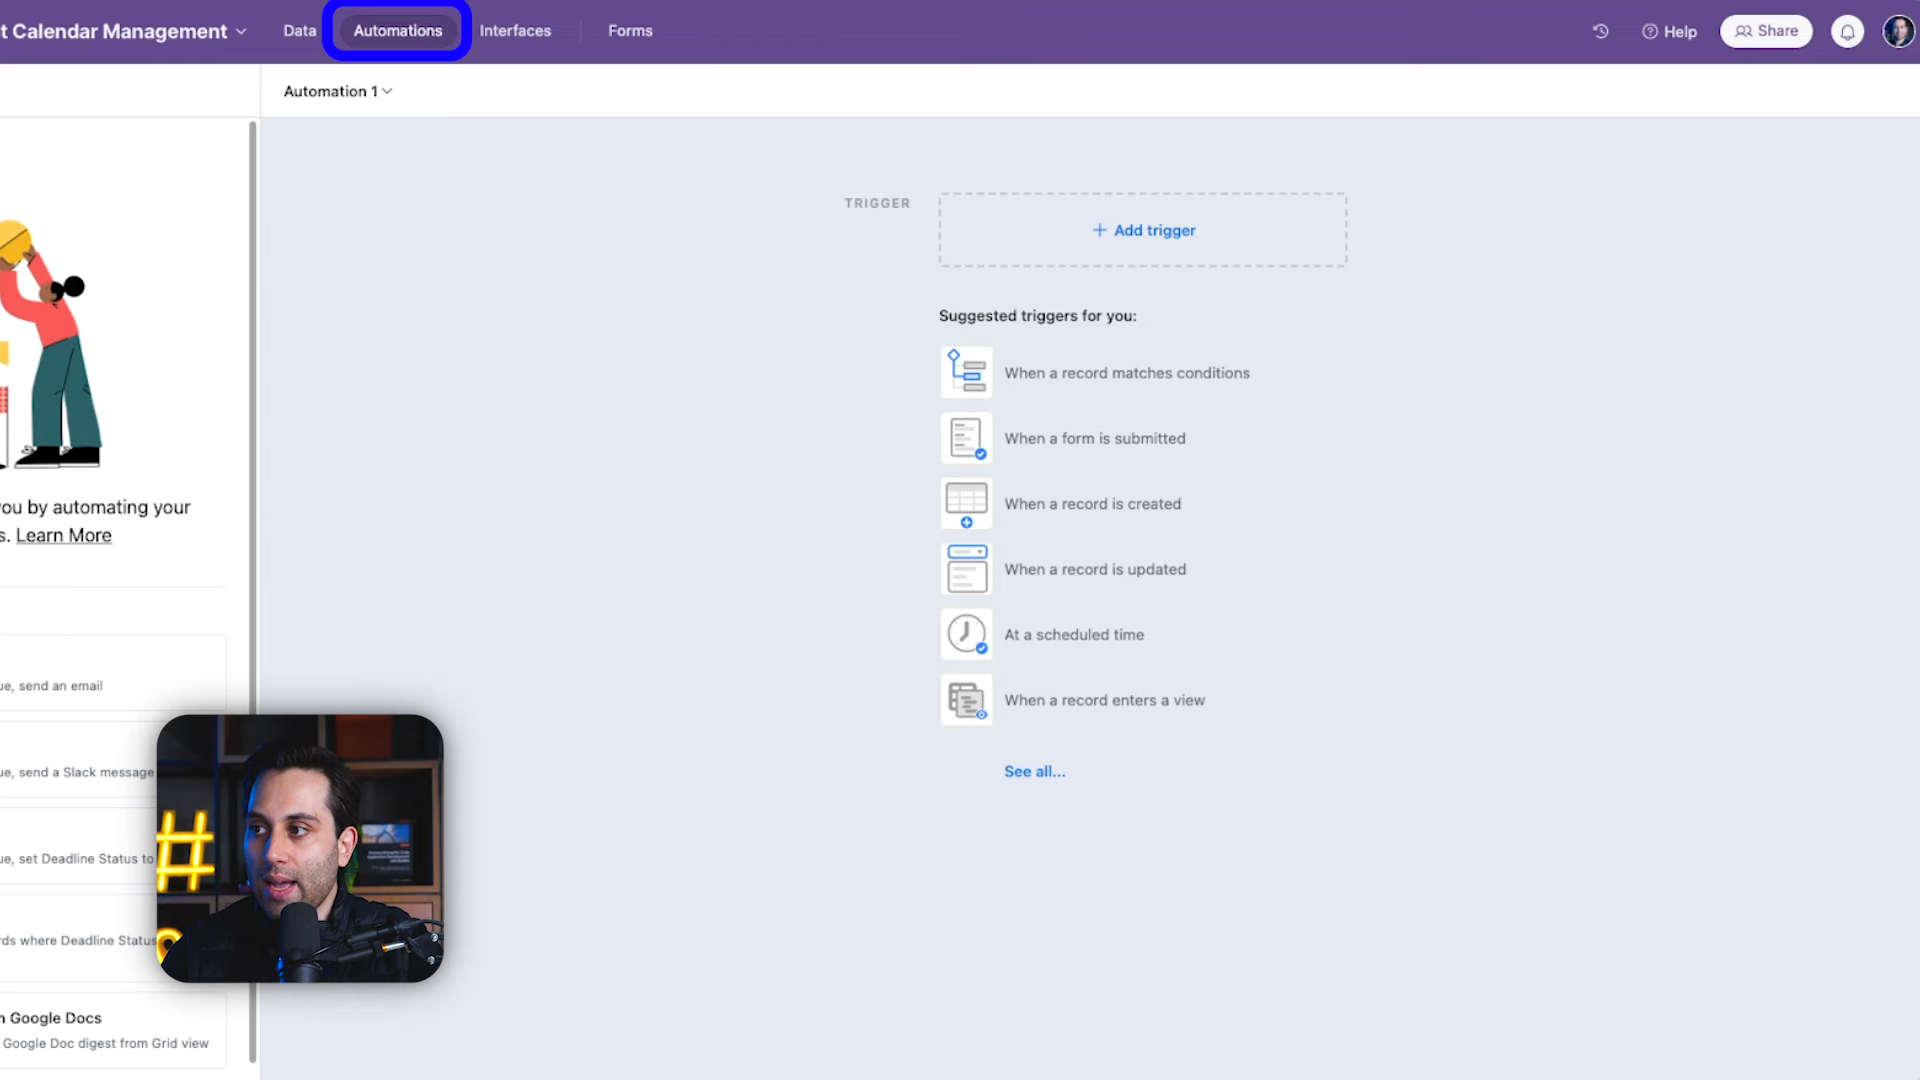 t Calendar Management
Data
Automations
Interfaces
Forms
Help
Share
Automation 1
TRIGGER
+ Add trigger
Suggested triggers for you:
When a record matches conditions
When a form is submitted
When a record is created
When a record is updated
At a scheduled time
When a record enters a view
See all...
ou by automating your
s. Learn More
ue, send an email
ue, send a Slack message
ue, set Deadline Status to
rds where Deadline Status
n Google Docs
Google Doc digest from Grid view
#